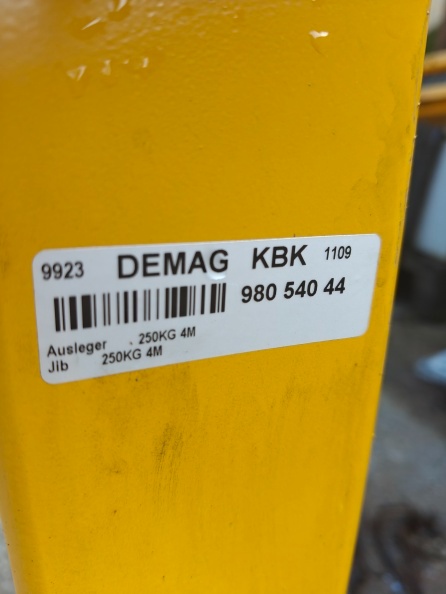 9923 DEMAG KBK 1109
980 540 44
Ausleger 250KG 4M
Jib 250KG 4M